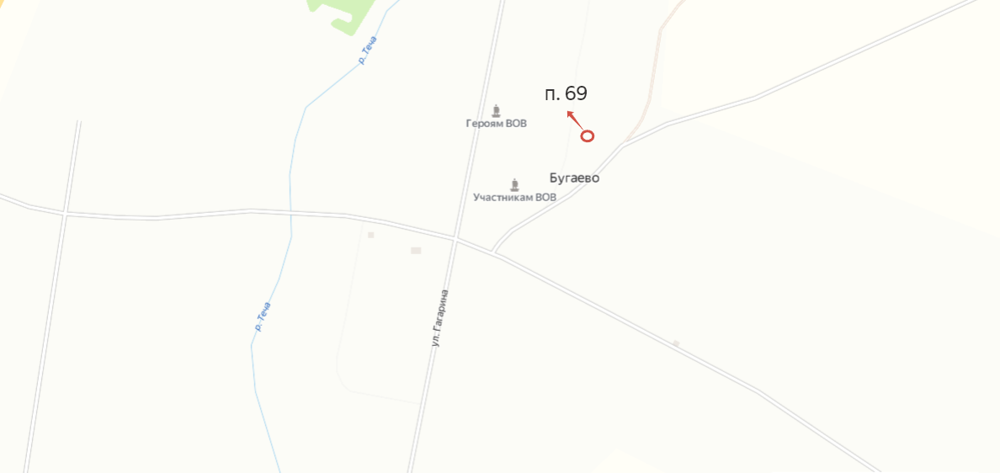 р. Теча
п. 69
Героям ВОВ
Бугаево
Участникам ВОВ
ул. Гагарина
р. Теча